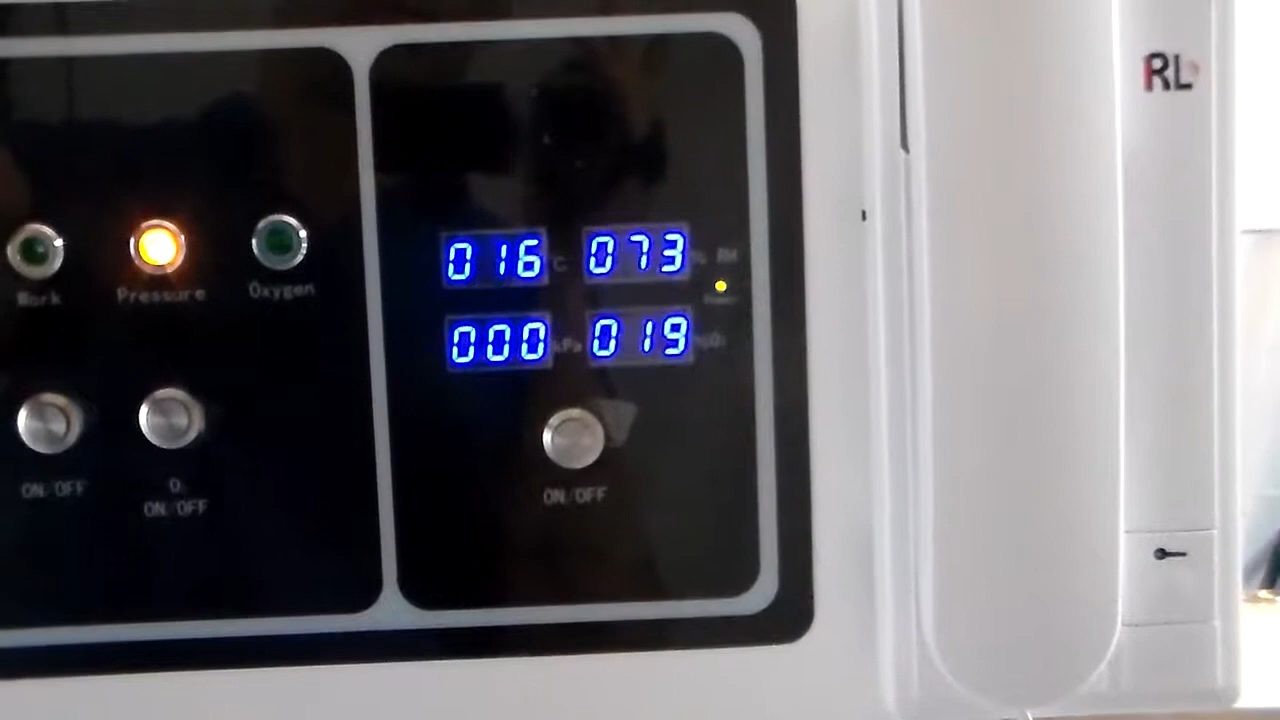 RL
016 °C 073 % RH
Work Pressure Oxygen
000 kPa 019
ON/OFF O₂ ON/OFF
ON/OFF